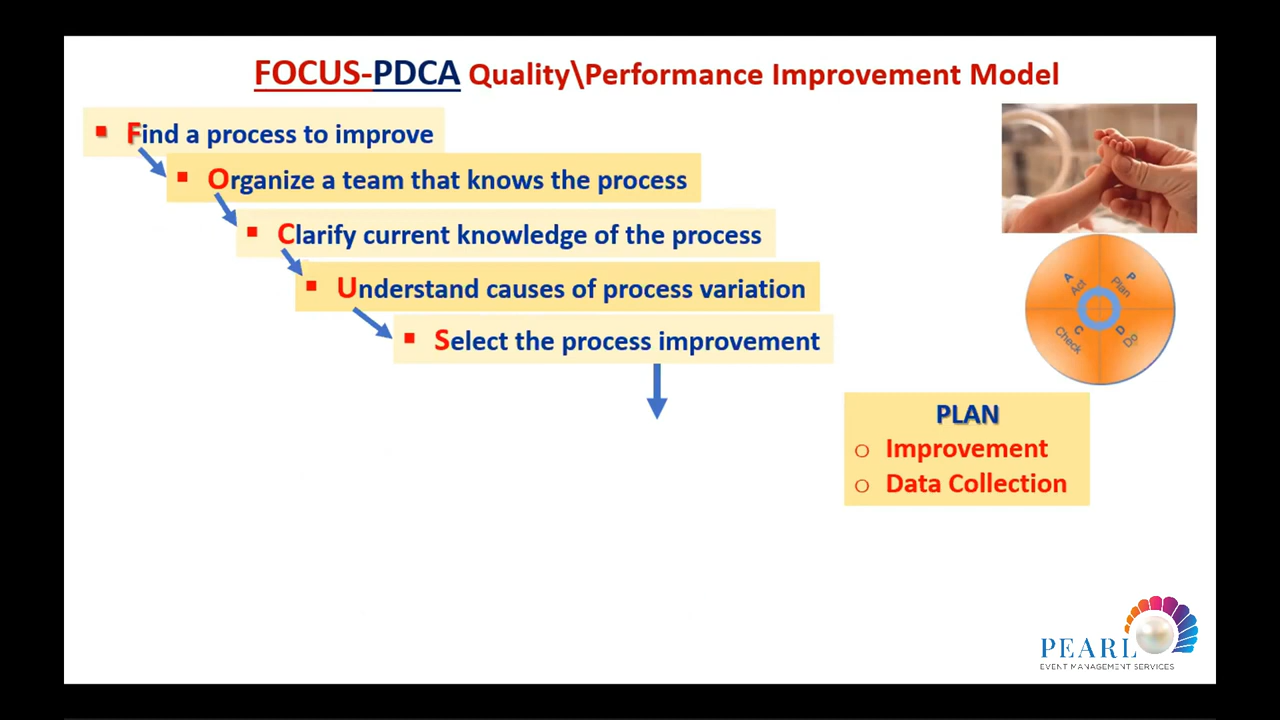 FOCUS-PDCA Quality\Performance Improvement Model
Find a process to improve
Organize a team that knows the process
Clarify current knowledge of the process
Understand causes of process variation
Select the process improvement
A
Act
P
Plan
C
Check
D
Do
PLAN
Improvement
Data Collection
PEARL
EVENT MANAGEMENT SERVICES